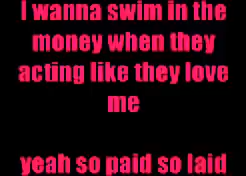 I wanna swim in the
money when they
acting like they love
me
yeah so paid so laid